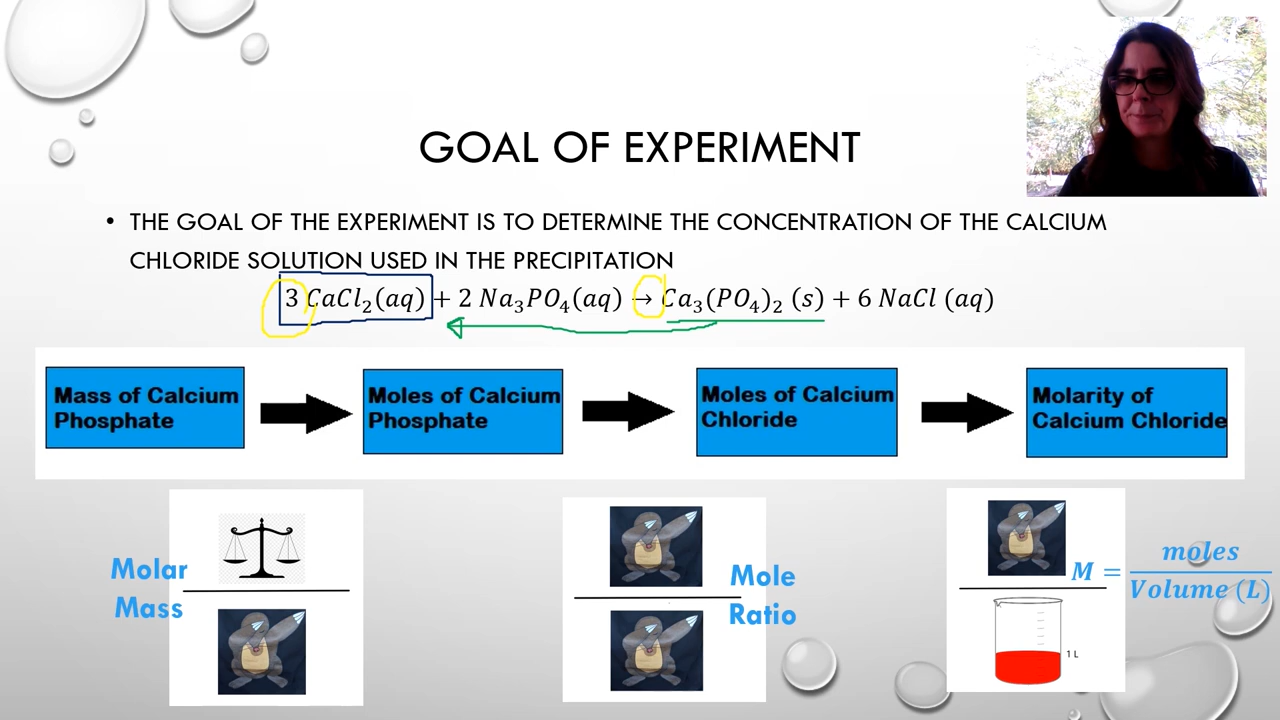 GOAL OF EXPERIMENT
• THE GOAL OF THE EXPERIMENT IS TO DETERMINE THE CONCENTRATION OF THE CALCIUM
CHLORIDE SOLUTION USED IN THE PRECIPITATION
3 CaCl₂(aq) + 2 Na₃PO₄(aq) → Ca₃(PO₄)₂ (s) + 6 NaCl (aq)
Mass of Calcium
Phosphate
Moles of Calcium
Phosphate
Moles of Calcium
Chloride
Molarity of
Calcium Chloride
Molar
Mass
Mole
Ratio
M = moles / Volume (L)
1 L